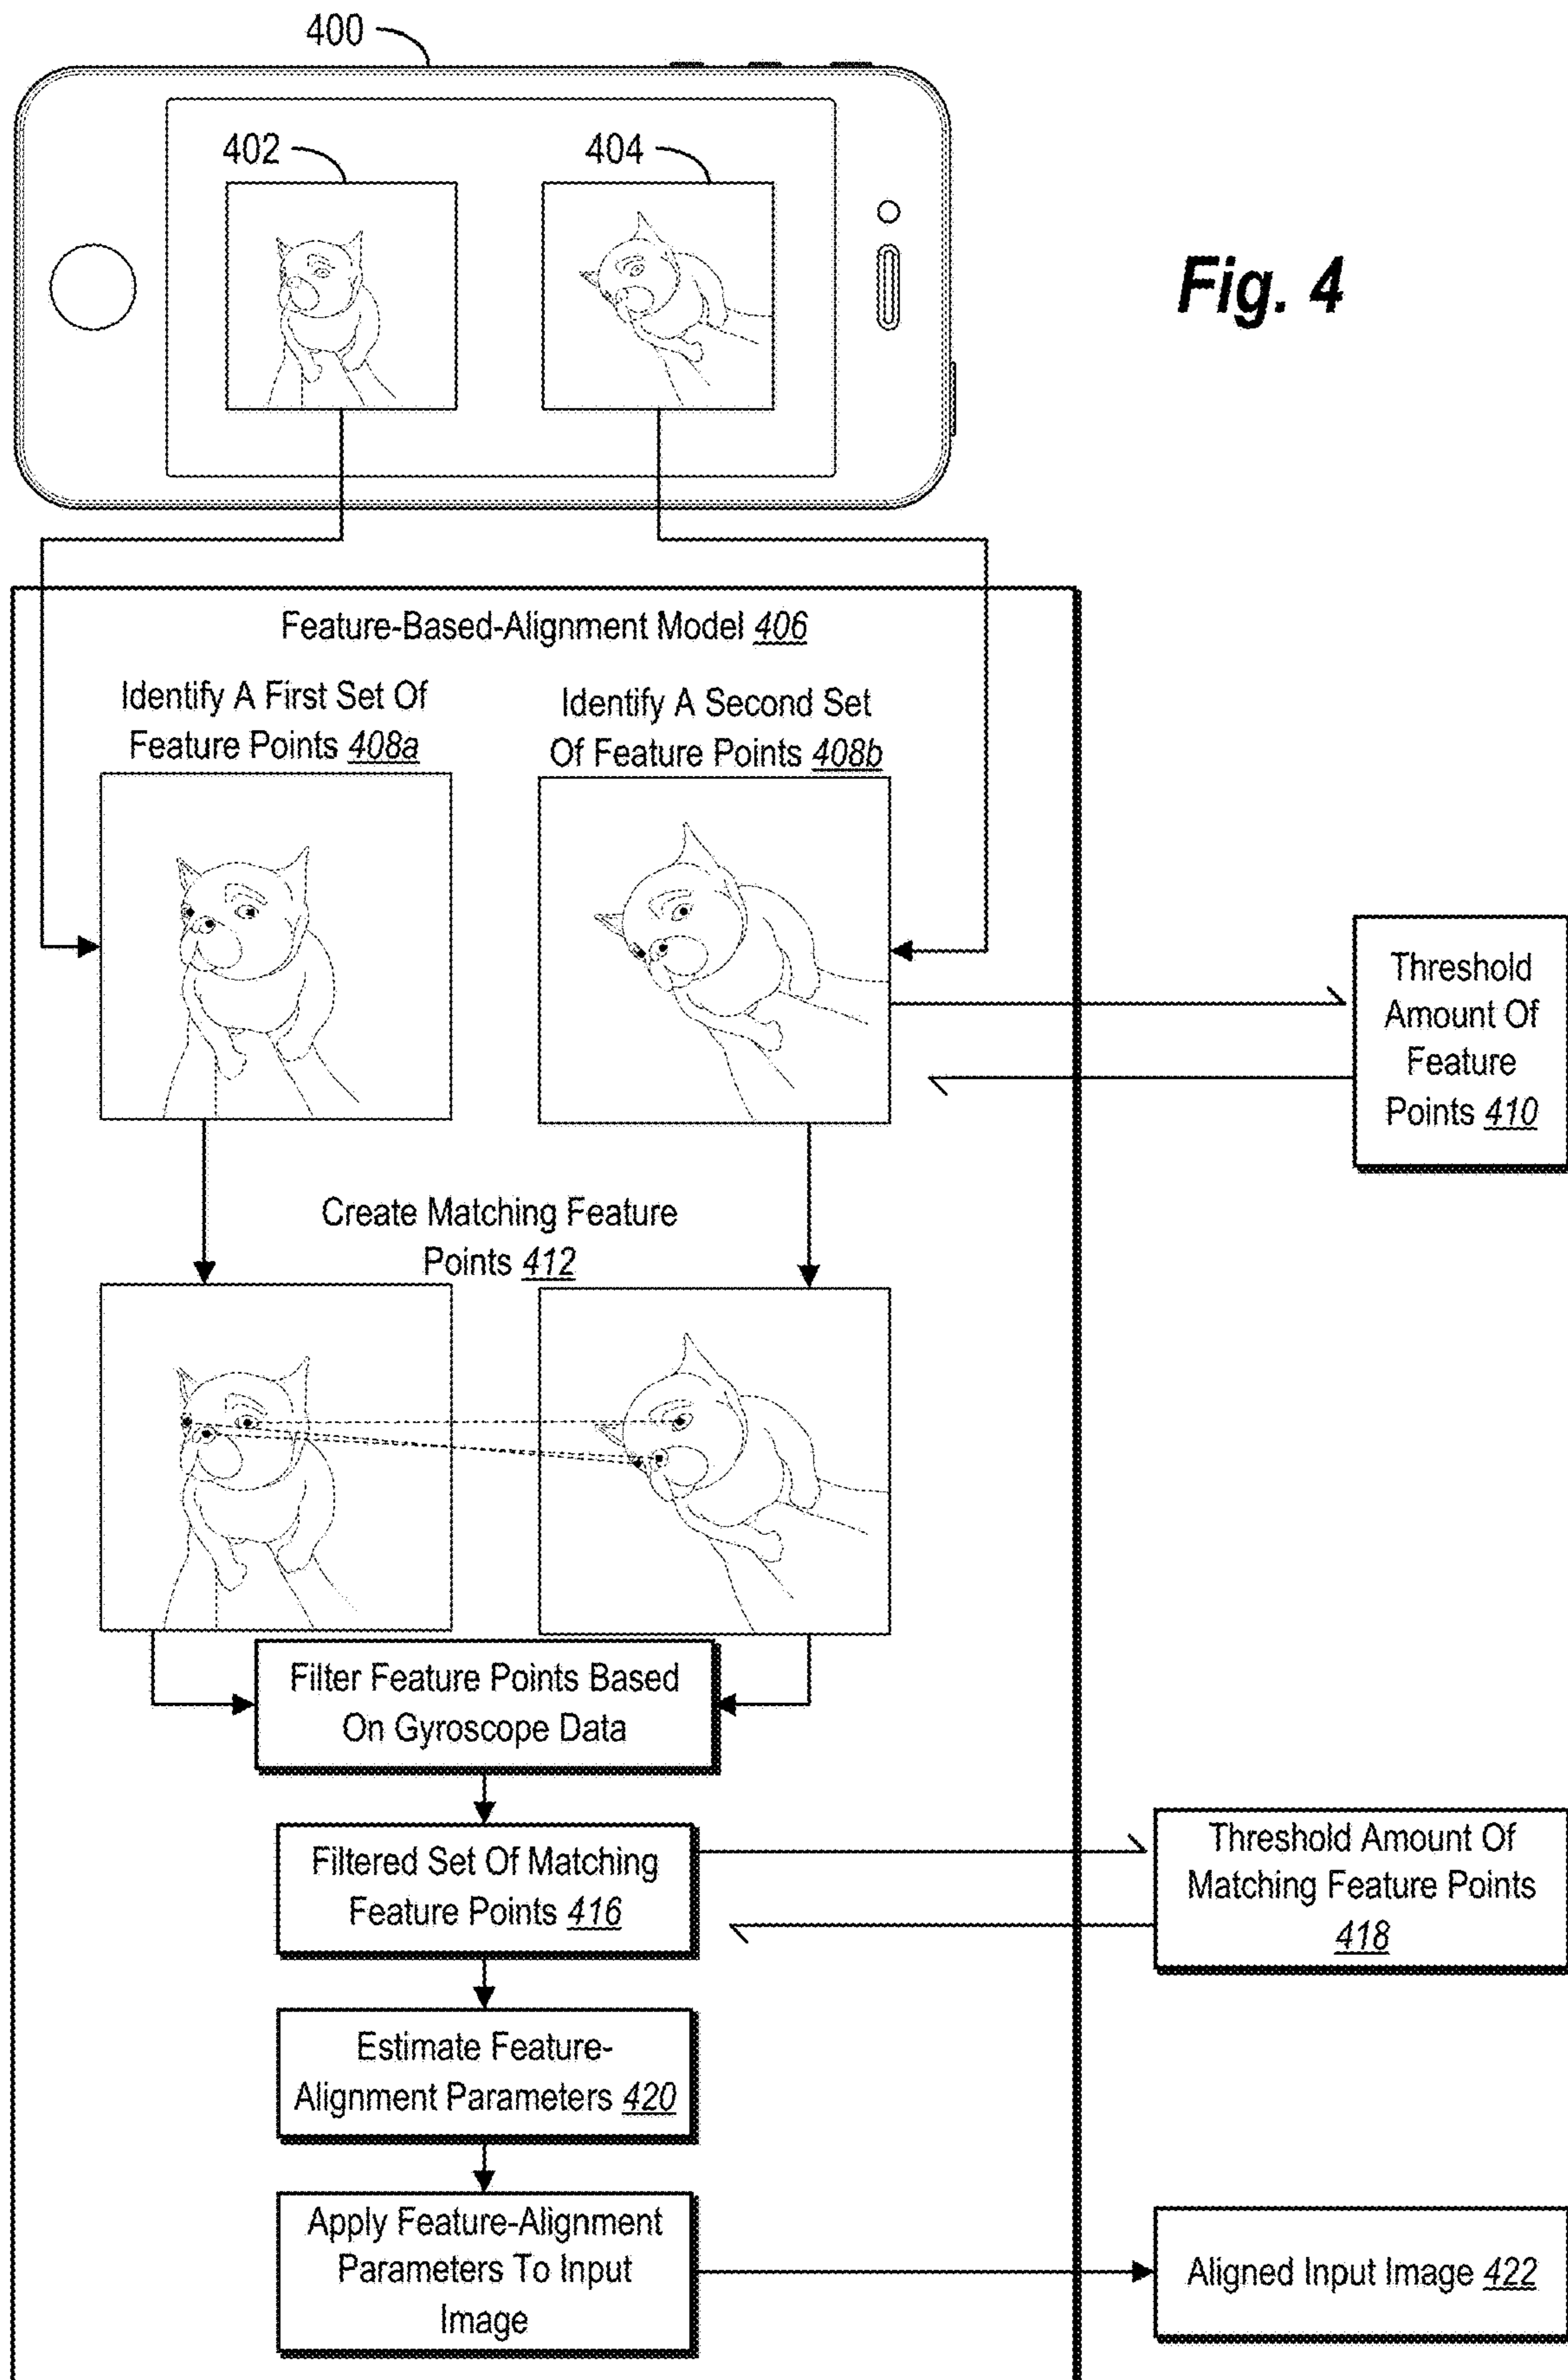 400
402
404
Fig. 4
Feature-Based-Alignment Model 406
Identify A First Set Of
Feature Points 408a
Identify A Second Set
Of Feature Points 408b
Threshold
Amount Of
Feature
Points 410
Create Matching Feature
Points 412
Filter Feature Points Based
On Gyroscope Data
Filtered Set Of Matching
Feature Points 416
Threshold Amount Of
Matching Feature Points
418
Estimate Feature-
Alignment Parameters 420
Apply Feature-Alignment
Parameters To Input
Image
Aligned Input Image 422